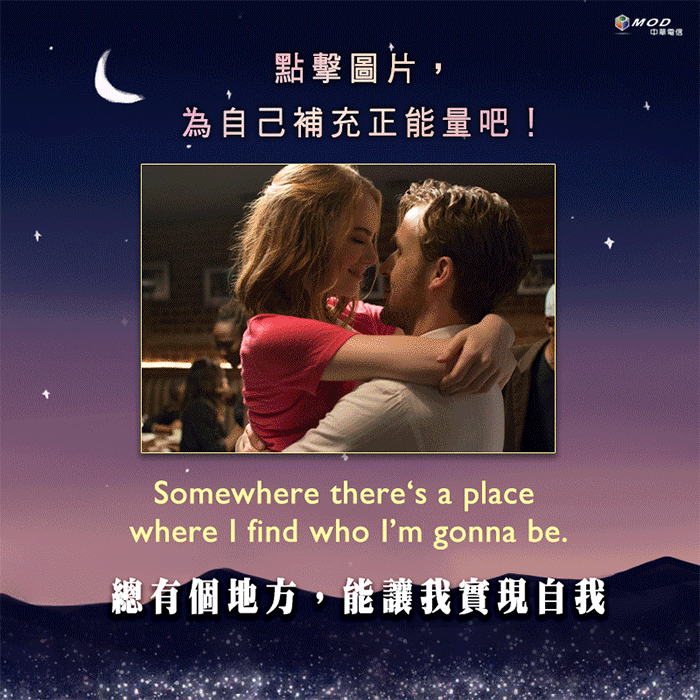 MOD
中華電信
點擊圖片，
為自己補充正能量吧！
Somewhere there‘s a place
where I find who I’m gonna be.
總有個地方，能讓我實現自我